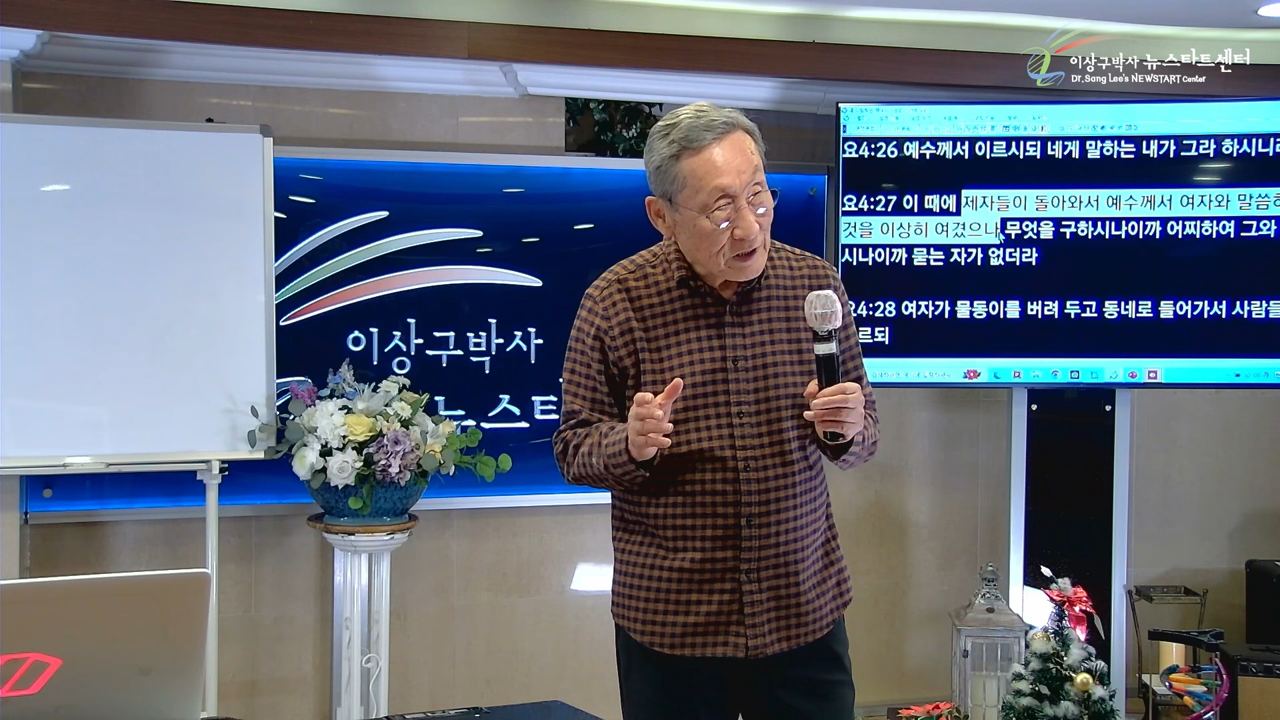 이상구박사 뉴스타트센터
Dr. Sang Lee's NEWSTART Center
요4:26 예수께서 이르시되 네게 말하는 내가 그라 하시니라
요4:27 이 때에 제자들이 돌아와서 예수께서 여자와 말씀하
것을 이상히 여겼으나 무엇을 구하시나이까 어찌하여 그와
시나이까 묻는 자가 없더라
요4:28 여자가 물동이를 버려 두고 동네로 들어가서 사람들
르되
이상구박사
뉴스타